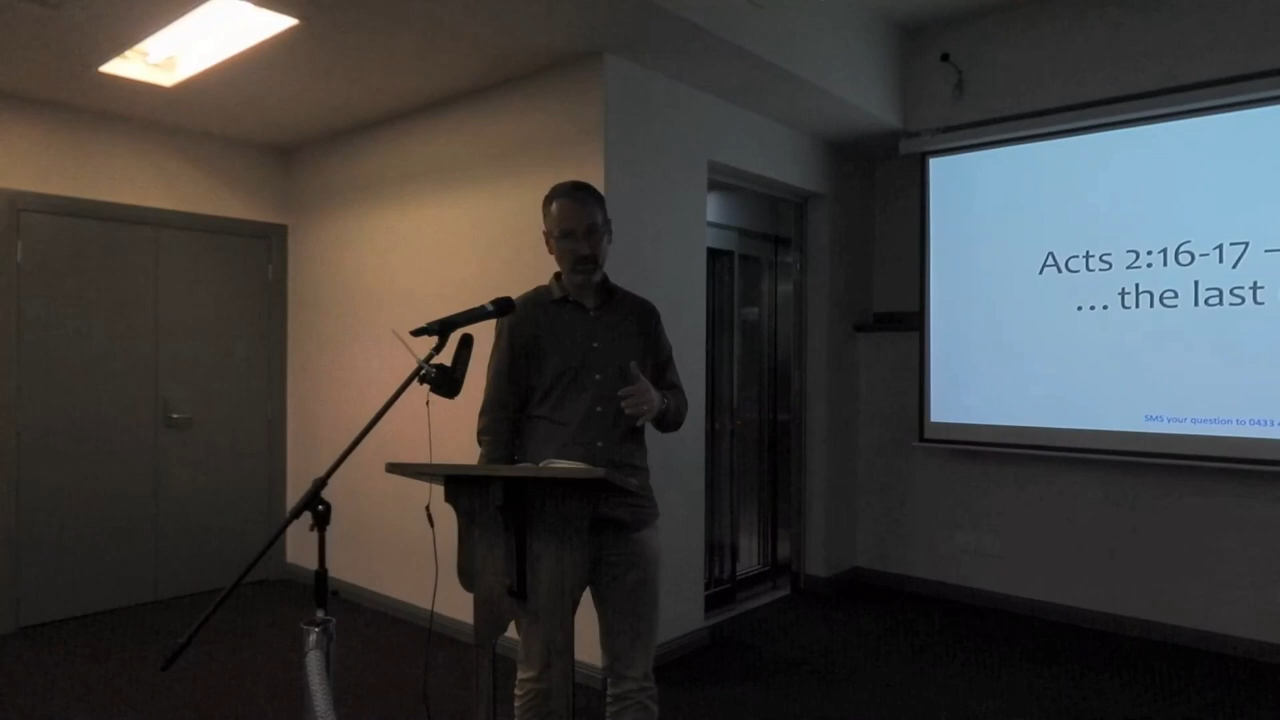 Acts 2:16-17 –
... the last
SMS your question to 0433